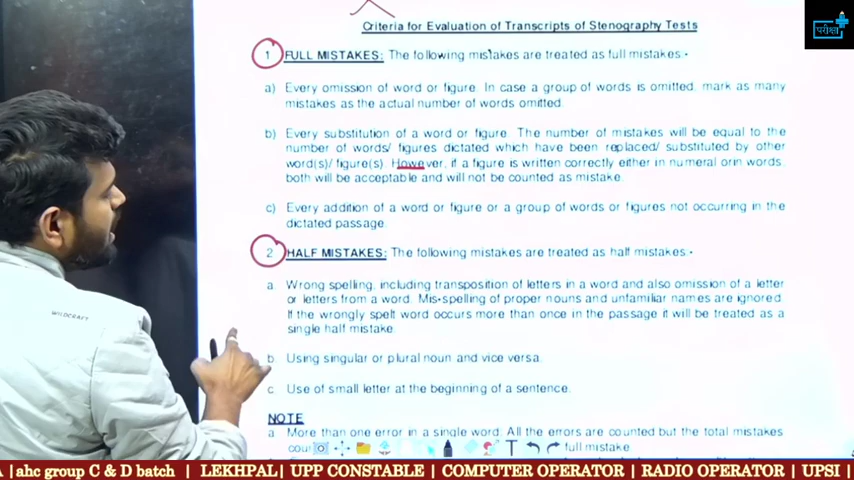 परीक्षा
Criteria for Evaluation of Transcripts of Stenography Tests
1 FULL MISTAKES: The following mistakes are treated as full mistakes:-
a) Every omission of word or figure. In case a group of words is omitted, mark as many
mistakes as the actual number of words omitted.
b) Every substitution of a word or figure. The number of mistakes will be equal to the
number of words/ figures dictated which have been replaced/ substituted by other
word(s)/ figure(s). However, if a figure is written correctly either in numeral orin words,
both will be acceptable and will not be counted as mistake.
c) Every addition of a word or figure or a group of words or figures not occurring in the
dictated passage.
2 HALF MISTAKES: The following mistakes are treated as half mistakes:-
a. Wrong spelling, including transposition of letters in a word and also omission of a letter
or letters from a word. Mis-spelling of proper nouns and unfamiliar names are ignored.
If the wrongly spelt word occurs more than once in the passage it will be treated as a
single half mistake.
WILDCRAFT
b. Using singular or plural noun and vice versa.
c Use of small letter at the beginning of a sentence.
NOTE
a More than one error in a single word. All the errors are counted but the total mistakes
full mistake.
| ahc group C & D batch | LEKHPAL| UPP CONSTABLE | COMPUTER OPERATOR | RADIO OPERATOR | UPSI |